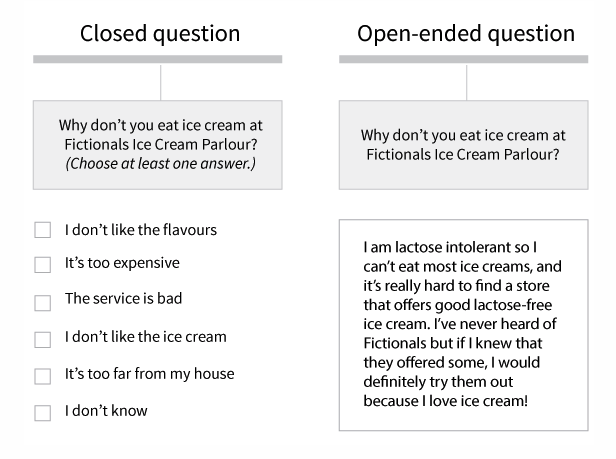 Closed question
Why don't you eat ice cream at
Fictionals Ice Cream Parlour?
(Choose at least one answer.)
I don't like the flavours
It's too expensive
The service is bad
I don't like the ice cream
It's too far from my house
I don't know
Open-ended question
Why don't you eat ice cream at
Fictionals Ice Cream Parlour?
I am lactose intolerant so I
can't eat most ice creams, and
it's really hard to find a store
that offers good lactose-free
ice cream. I've never heard of
Fictionals but if I knew that
they offered some, I would
definitely try them out
because I love ice cream!